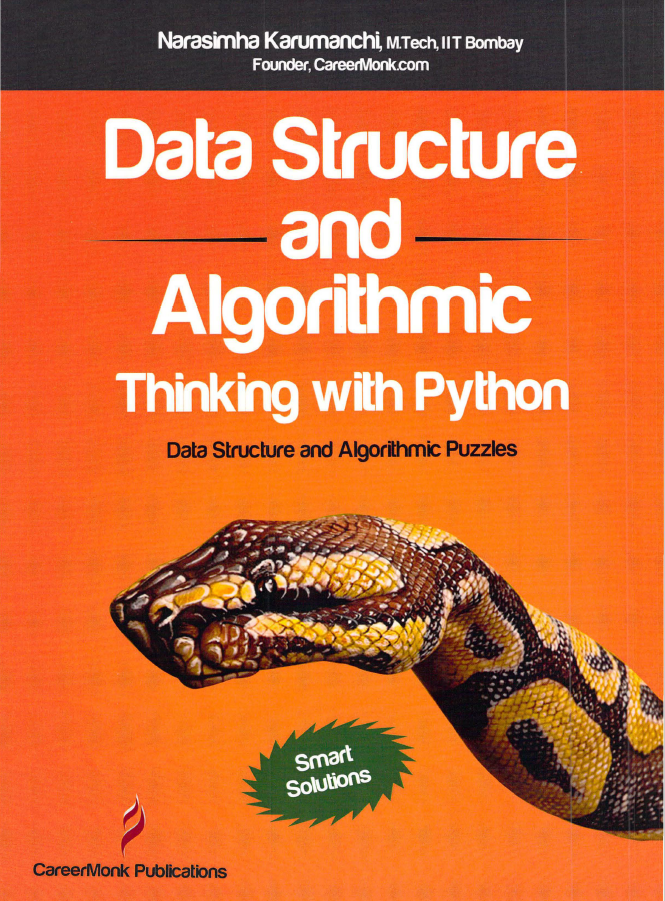 Narasimha Karumanchi, M.Tech, IIT Bombay
Founder, CareerMonk.com
Data Structure
and
Algorithmic
Thinking with Python
Data Structure and Algorithmic Puzzles
Smart
Solutions
CareerMonk Publications